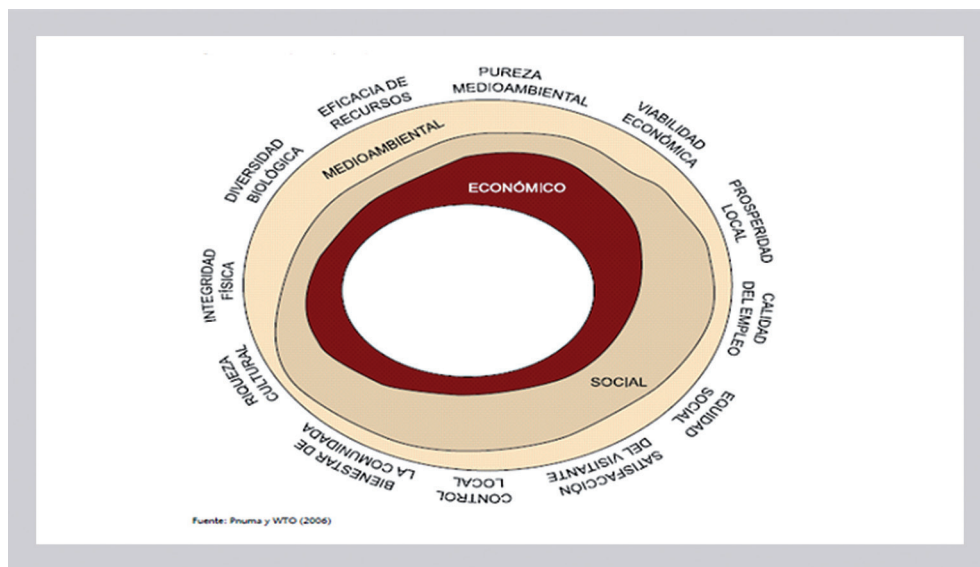 PUREZA
MEDIOAMBIENTAL
VIABILIDAD
ECONÓMICA
PROSPERIDAD
LOCAL
CALIDAD
DEL EMPLEO
EQUIDAD
SOCIAL
SATISFACCIÓN
DEL VISITANTE
CONTROL
LOCAL
BIENESTAR DE
LA COMUNIDADA
RIQUEZA
CULTURAL
INTEGRIDAD
FÍSICA
DIVERSIDAD
BIOLÓGICA
EFICACIA DE
RECURSOS
MEDIOAMBIENTAL
ECONÓMICO
SOCIAL
Fuente: Pnuma y WTO (2006)